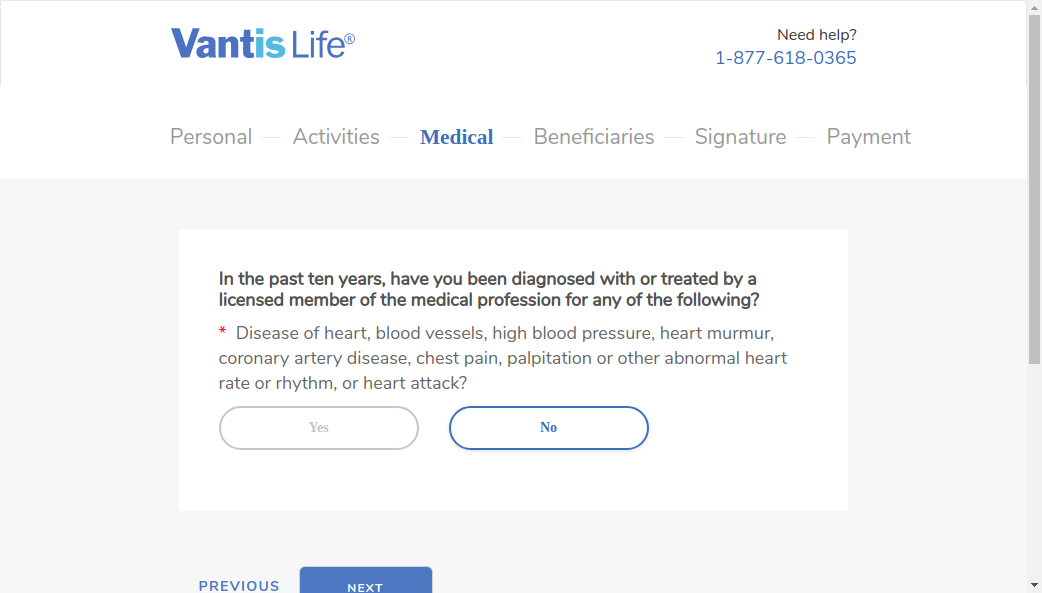 Vantis Life®
Need help?
1-877-618-0365
Personal Activities Medical Beneficiaries Signature Payment
In the past ten years, have you been diagnosed with or treated by a
licensed member of the medical profession for any of the following?
* Disease of heart, blood vessels, high blood pressure, heart murmur,
coronary artery disease, chest pain, palpitation or other abnormal heart
rate or rhythm, or heart attack?
Yes No
PREVIOUS NEXT